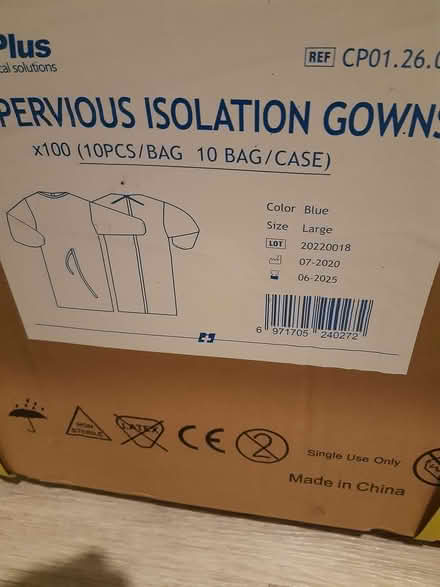 Plus
cal solutions
REF CP01.26.0
PERVIOUS ISOLATION GOWNS
x100 (10PCS/BAG 10 BAG/CASE)
Color Blue
Size Large
LOT 20220018
07-2020
06-2025
6 971705 240272
NON STERILE
LATEX
CE
2
Single Use Only
Made in China